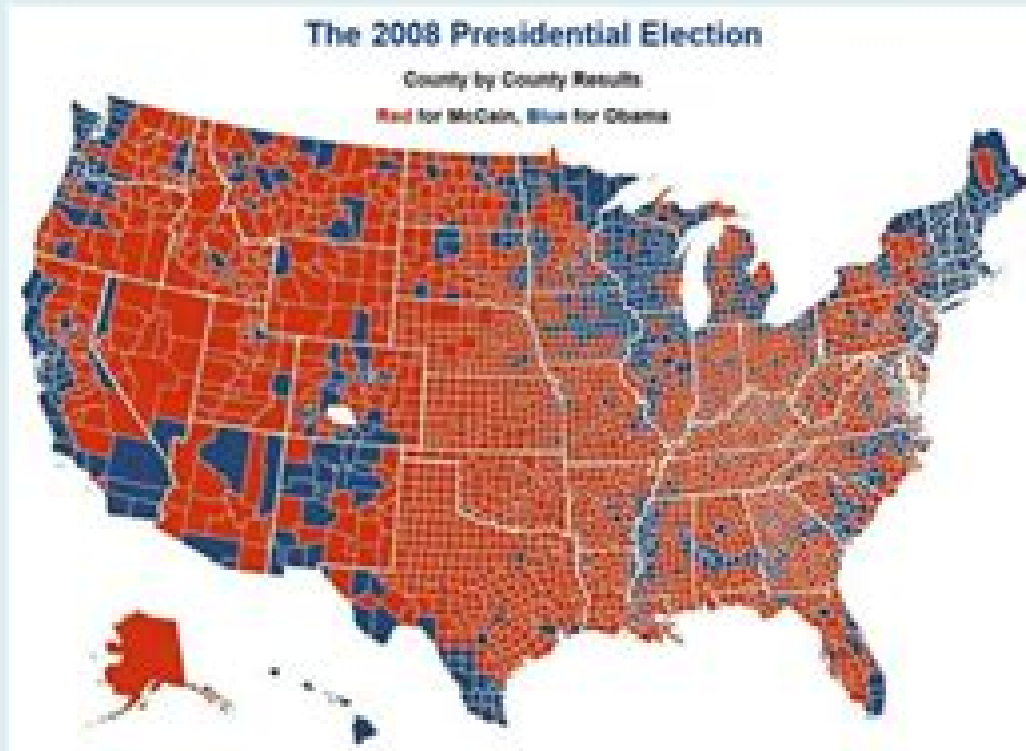 The 2008 Presidential Election
County by County Results
Red for McCain, Blue for Obama